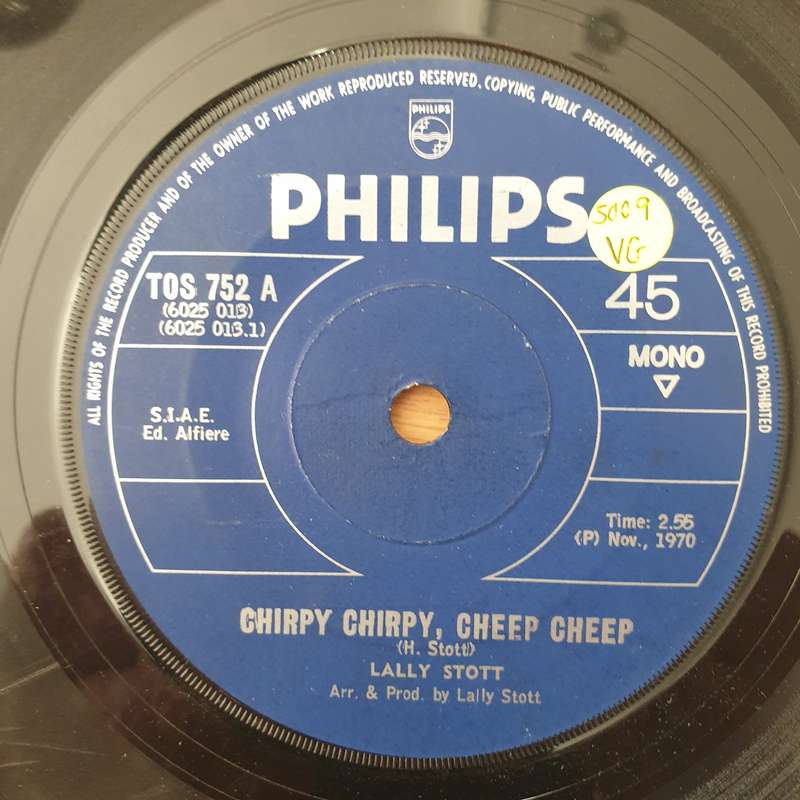 ALL RIGHTS OF THE RECORD PRODUCER AND OF THE OWNER OF THE WORK REPRODUCED RESERVED, COPYING, PUBLIC PERFORMANCE AND BROADCASTING OF THIS RECORD PROHIBITED
PHILIPS
PHILIPS
5009
VG
TOS 752 A
(6025 013)
(6025 013.1)
45
MONO
S.I.A.E.
Ed. Alfiere
Time: 2.55
(P) Nov., 1970
CHIRPY CHIRPY, CHEEP CHEEP
(H. Stott)
LALLY STOTT
Arr. & Prod. by Lally Stott